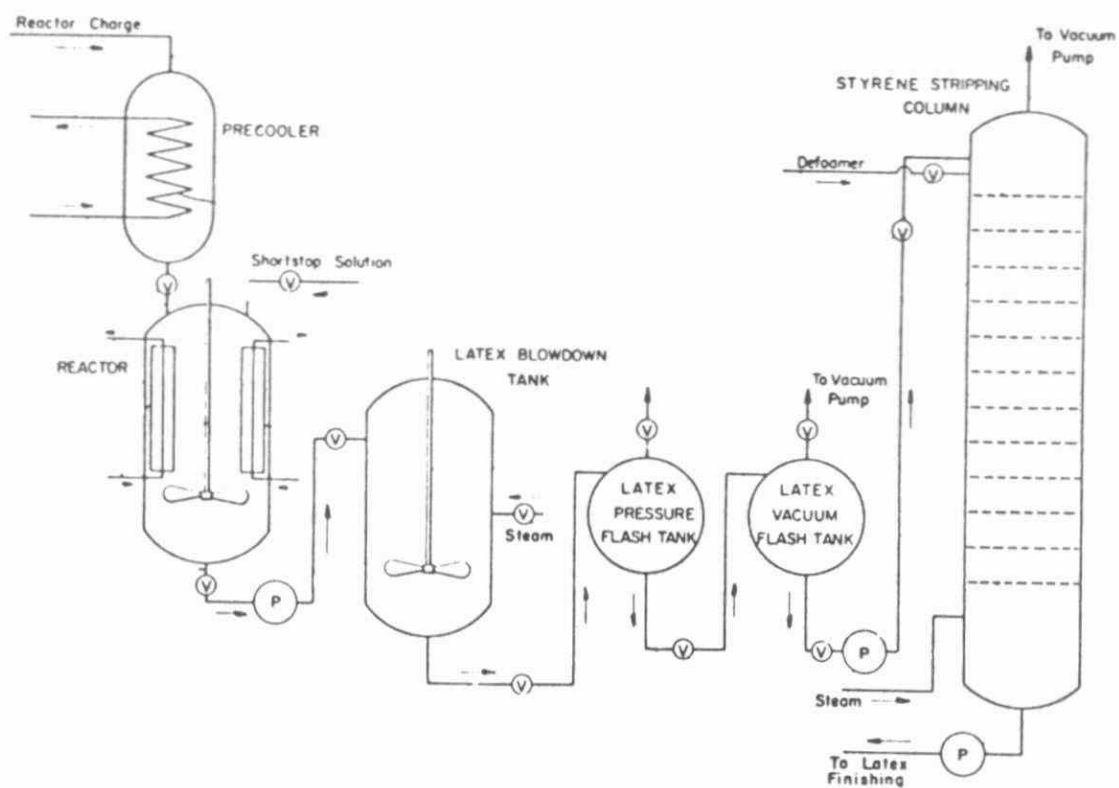 Reactor Charge
PRECOOLER
Shortstop Solution
V
V
REACTOR
V
P
LATEX BLOWDOWN
TANK
V
V
Steam
V
V
LATEX
PRESSURE
FLASH TANK
V
To Vacuum
Pump
V
LATEX
VACUUM
FLASH TANK
V
P
V
Defoamer
V
STYRENE STRIPPING
COLUMN
To Vacuum
Pump
Steam
P
To Latex
Finishing